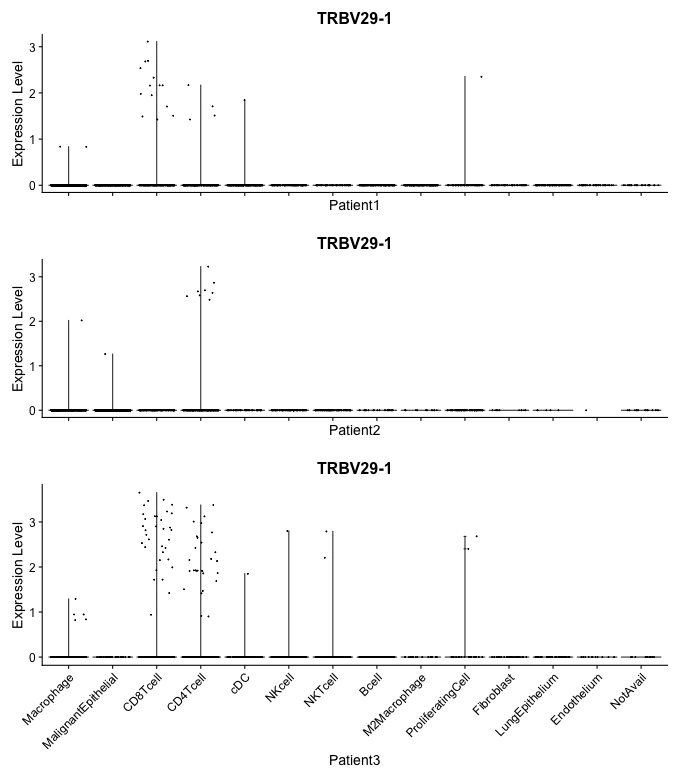 TRBV29-1
Expression Level
3
2
1
0
Patient1
TRBV29-1
Expression Level
3
2
1
0
Patient2
TRBV29-1
Expression Level
3
2
1
0
Macrophage
MalignantEpithelial
CD8Tcell
CD4Tcell
cDC
NKcell
NKTcell
Bcell
M2Macrophage
ProliferatingCell
Fibroblast
LungEpithelium
Endothelium
NotAvail
Patient3